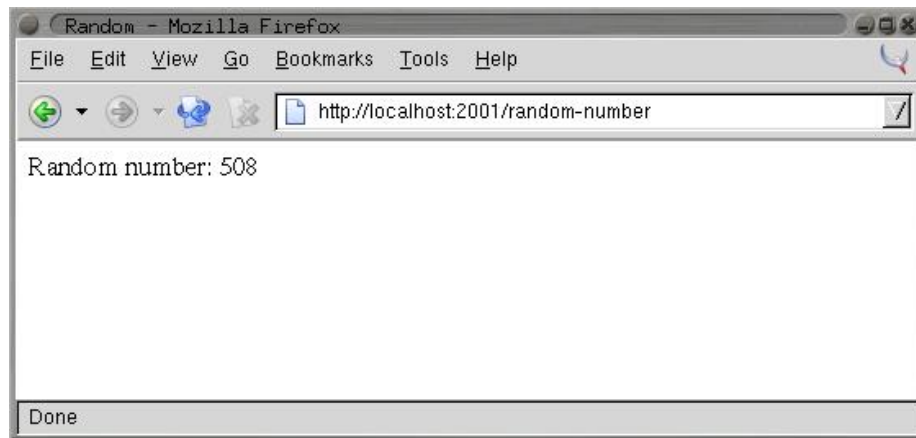 Random - Mozilla Firefox
File Edit View Go Bookmarks Tools Help
http://localhost:2001/random-number
Random number: 508
Done